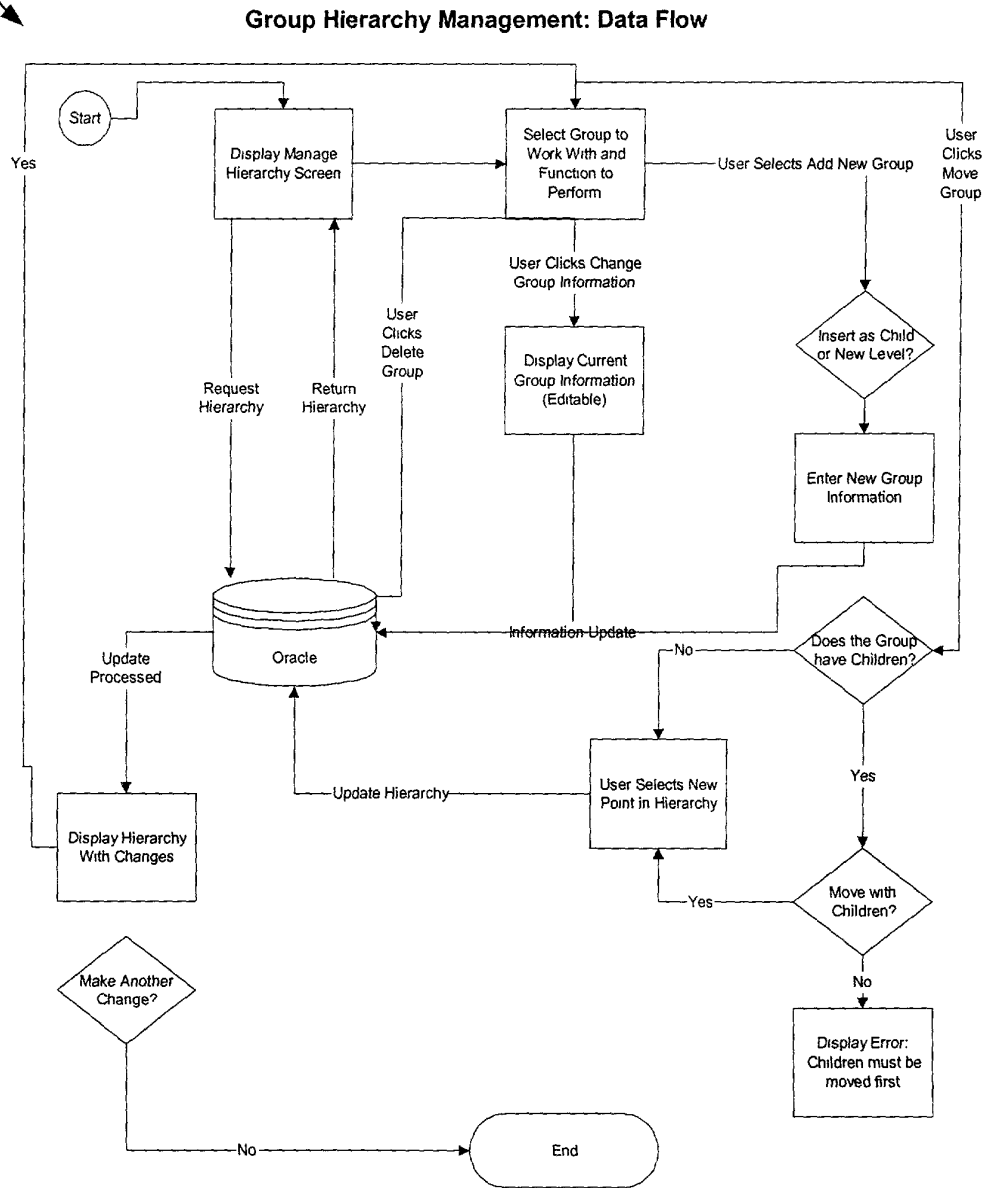 Group Hierarchy Management: Data Flow
Start
Yes
Display Manage
Hierarchy Screen
Select Group to
Work With and
Function to
Perform
User Selects Add New Group
User
Clicks
Move
Group
User Clicks Change
Group Information
User
Clicks
Delete
Group
Insert as Child
or New Level?
Display Current
Group Information
(Editable)
Request
Hierarchy
Return
Hierarchy
Enter New Group
Information
Oracle
Information Update
Does the Group
have Children?
No
Update
Processed
Yes
User Selects New
Point in Hierarchy
Update Hierarchy
Display Hierarchy
With Changes
Move with
Children?
Yes
No
Make Another
Change?
Display Error:
Children must be
moved first
No
End